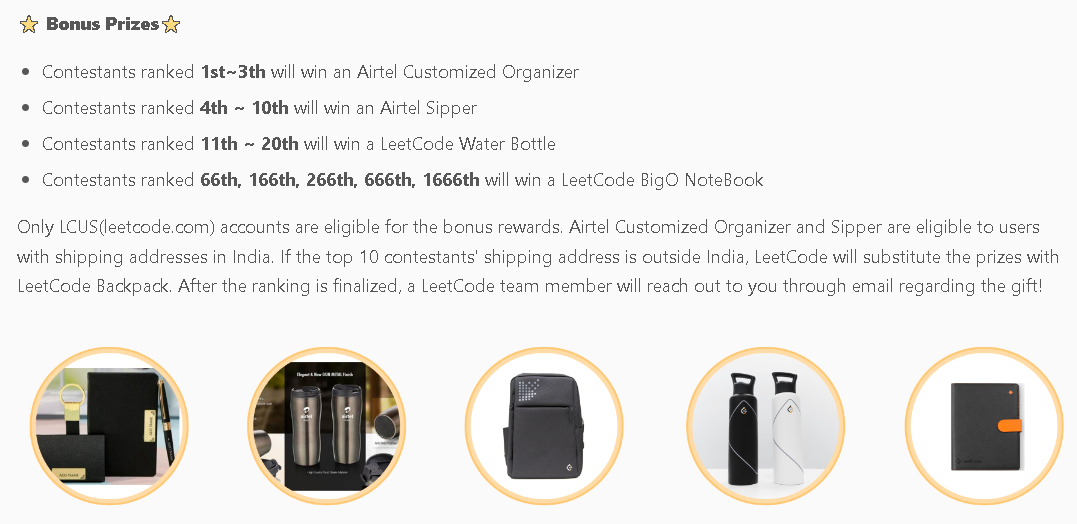 Bonus Prizes
Contestants ranked 1st~3th will win an Airtel Customized Organizer
Contestants ranked 4th ~ 10th will win an Airtel Sipper
Contestants ranked 11th ~ 20th will win a LeetCode Water Bottle
Contestants ranked 66th, 166th, 266th, 666th, 1666th will win a LeetCode BigO NoteBook
Only LCUS(leetcode.com) accounts are eligible for the bonus rewards. Airtel Customized Organizer and Sipper are eligible to users
with shipping addresses in India. If the top 10 contestants' shipping address is outside India, LeetCode will substitute the prizes with
LeetCode Backpack. After the ranking is finalized, a LeetCode team member will reach out to you through email regarding the gift!
Elegant & New GUN METAL Finish
airtel
airtel